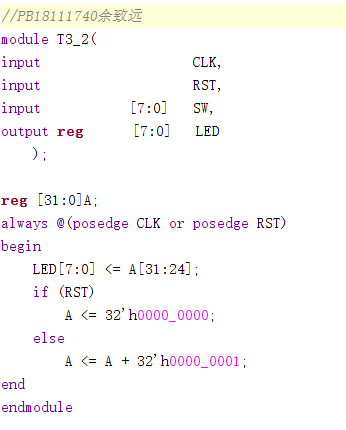 //PB18111740余致远
module T3_2(
input CLK,
input RST,
input [7:0] SW,
output reg [7:0] LED
);
reg [31:0]A;
always @(posedge CLK or posedge RST)
begin
LED[7:0] <= A[31:24];
if (RST)
A <= 32'h0000_0000;
else
A <= A + 32'h0000_0001;
end
endmodule